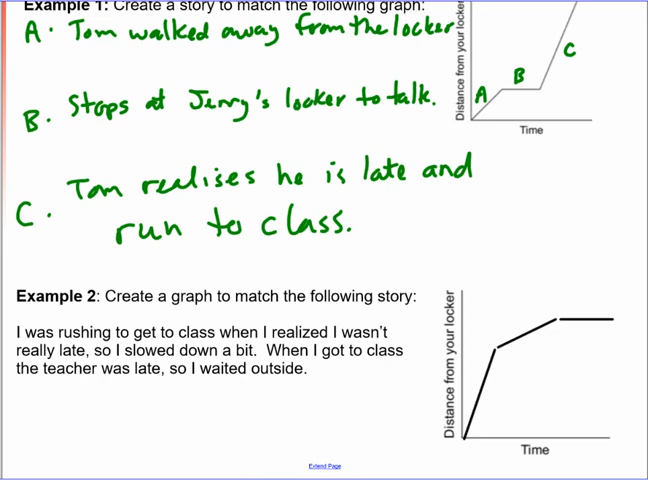 Example 1: Create a story to match the following graph:
A. Tom walked away from the locker
B. Stops at Jerry's locker to talk.
C. Tom realises he is late and
run to class.
Distance from your locker
A
B
C
Time
Example 2: Create a graph to match the following story:
I was rushing to get to class when I realized I wasn't
really late, so I slowed down a bit. When I got to class
the teacher was late, so I waited outside.
Distance from your locker
Time
Extend Page